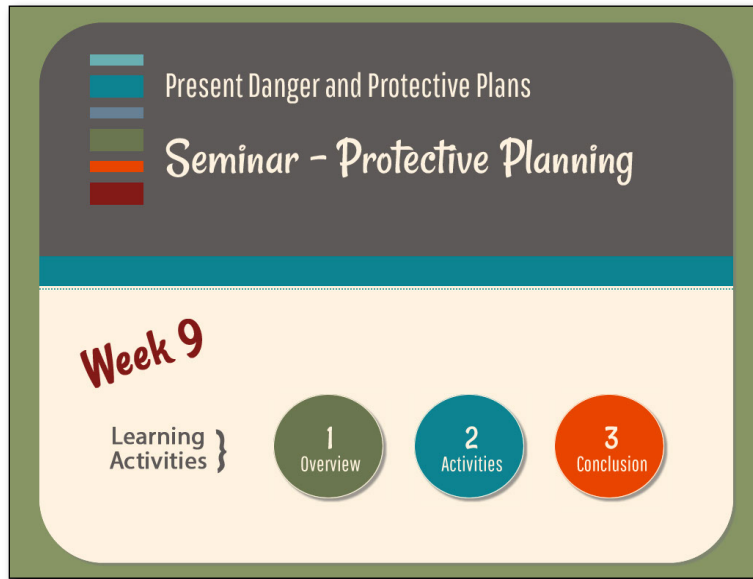 Present Danger and Protective Plans
Seminar - Protective Planning
Week 9
Learning
Activities }
1
Overview
2
Activities
3
Conclusion